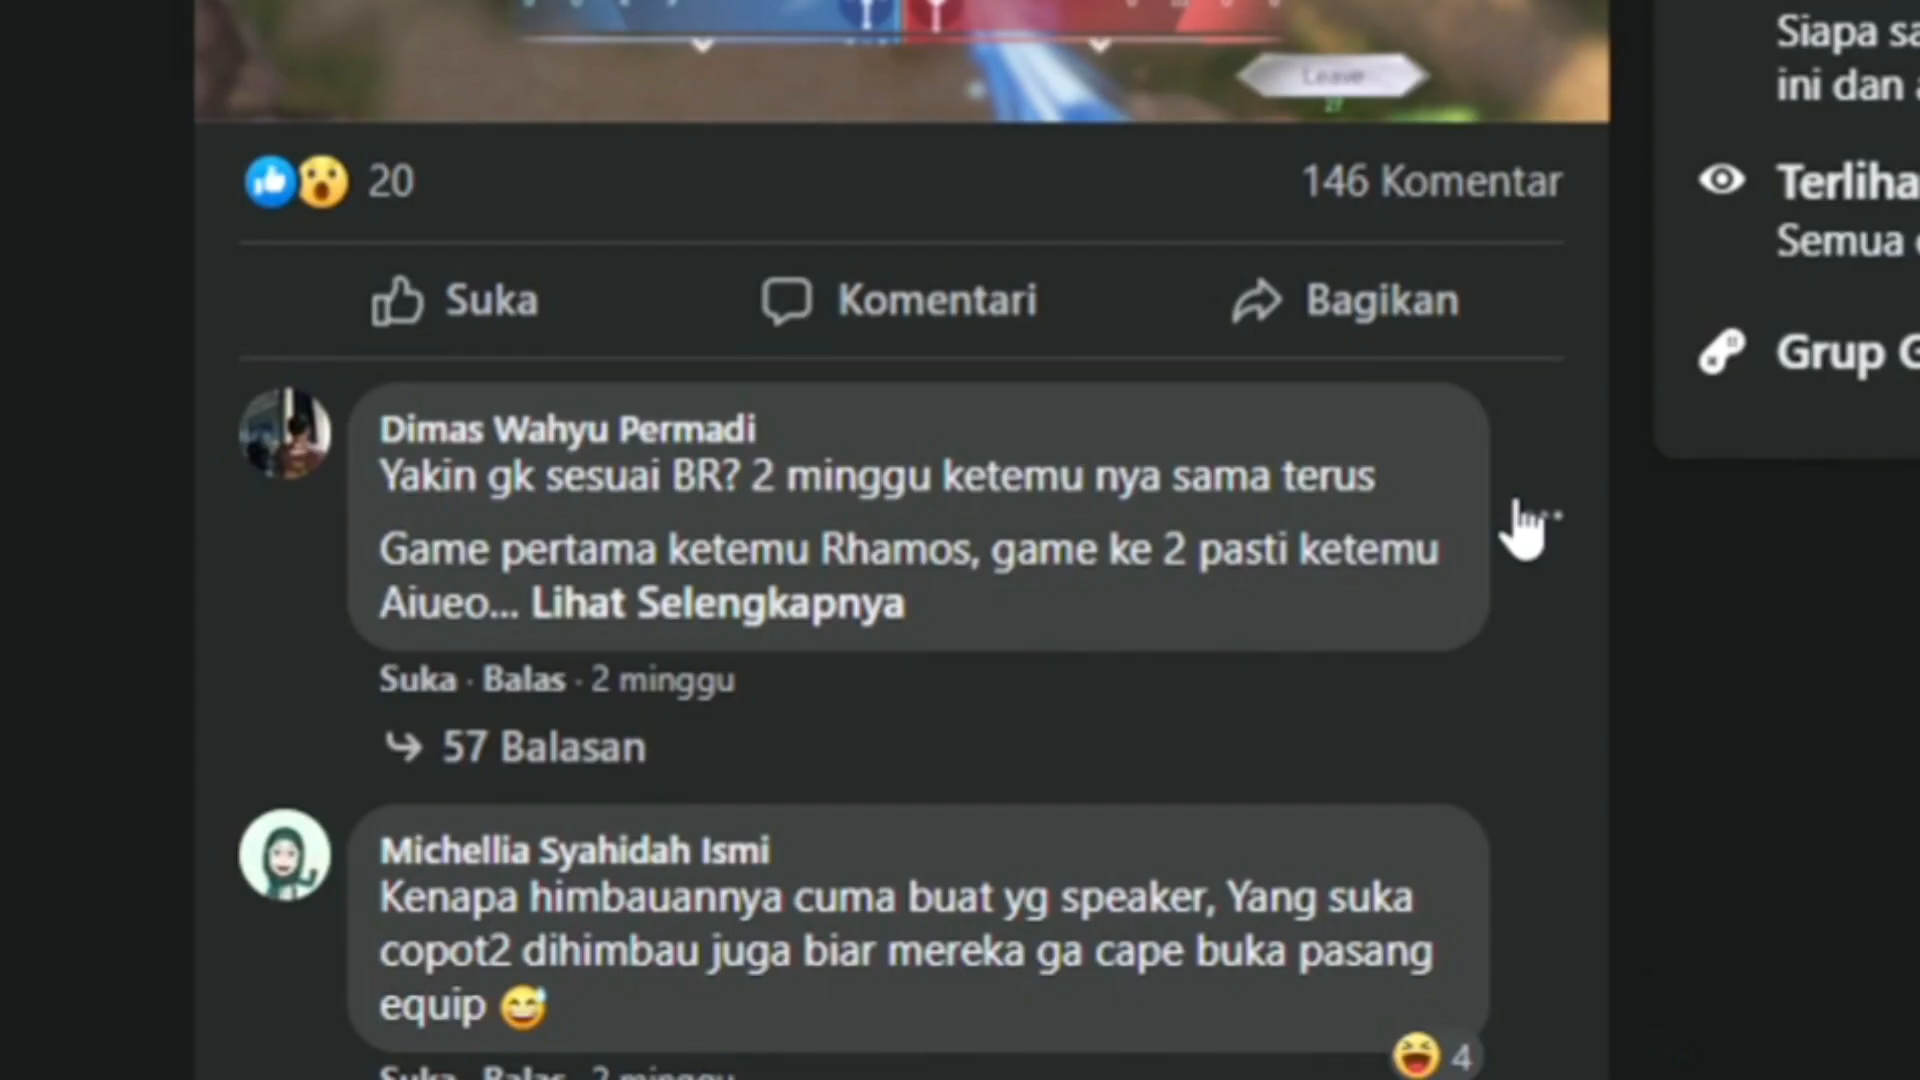 Leave
27
20
146 Komentar
Suka
Komentari
Bagikan
Dimas Wahyu Permadi
Yakin gk sesuai BR? 2 minggu ketemu nya sama terus
Game pertama ketemu Rhamos, game ke 2 pasti ketemu
Aiueo... Lihat Selengkapnya
Suka · Balas · 2 minggu
57 Balasan
Michellia Syahidah Ismi
Kenapa himbauannya cuma buat yg speaker, Yang suka
copot2 dihimbau juga biar mereka ga cape buka pasang
equip 😅
4
Suka · Balas · 2 minggu
Siapa
ini dan
Semua
Grup